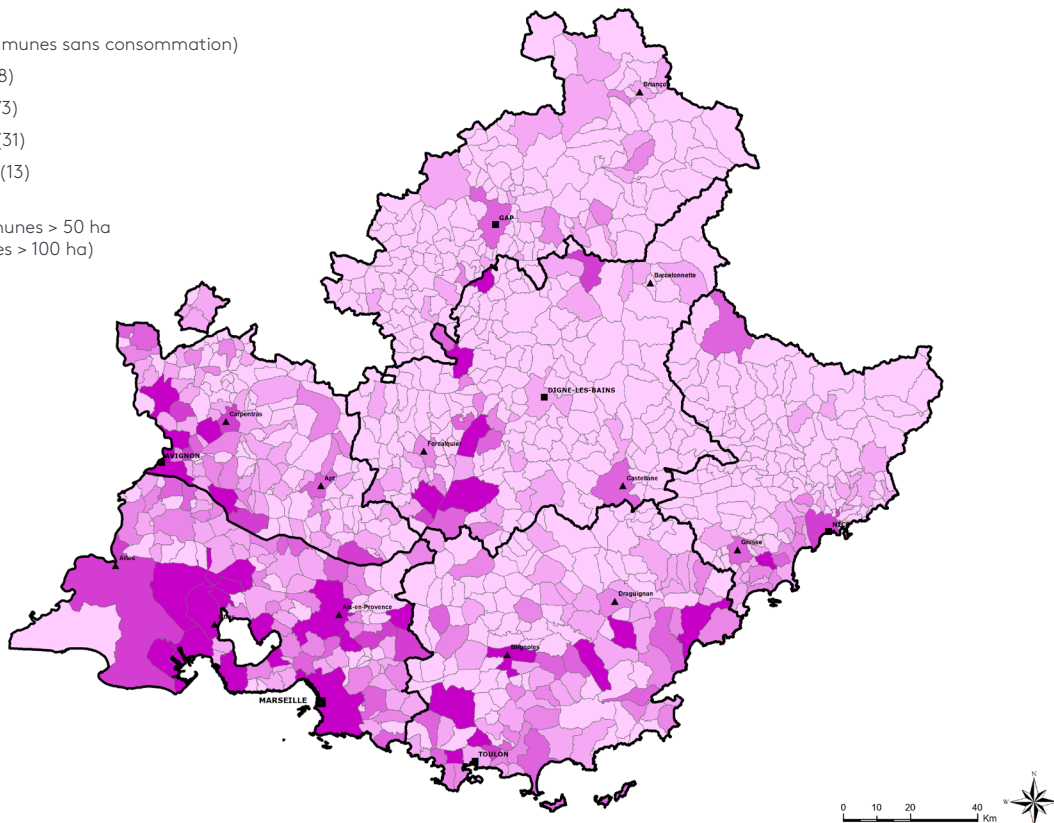 munes sans consommation)
8)
73)
(31)
(13)
munes > 50 ha
es > 100 ha)
Briançon
GAP
Barcelonnette
DIGNE-LES-BAINS
Carpentras
Forcalquier
AVIGNON
Apt
Castellane
NICE
Grasse
Arles
Draguignan
Aix-en-Provence
Brignoles
MARSEILLE
TOULON
N
W
0 10 20 40
Km